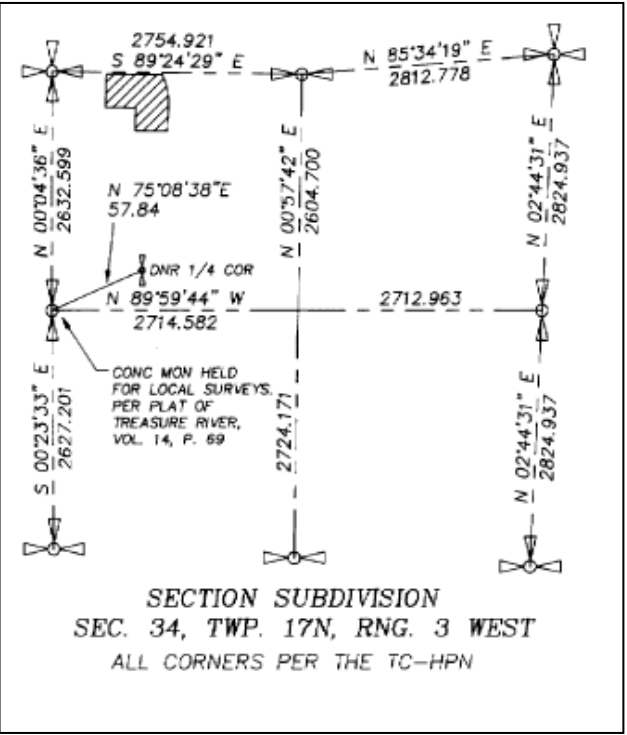 2754.921
S 89°24'29" E
N 85°34'19" E
2812.778
N 00°04'36" E
2632.599
N 00°57'42" E
2604.700
N 02°44'31" E
2824.937
N 75°08'38"E
57.84
DNR 1/4 COR
N 89°59'44" W
2714.582
2712.963
CONC MON HELD
FOR LOCAL SURVEYS.
PER PLAT OF
TREASURE RIVER,
VOL. 14, P. 69
S 00°23'33" E
2627.201
2724.171
N 02°44'31" E
2824.937
SECTION SUBDIVISION
SEC. 34, TWP. 17N, RNG. 3 WEST
ALL CORNERS PER THE TC-HPN